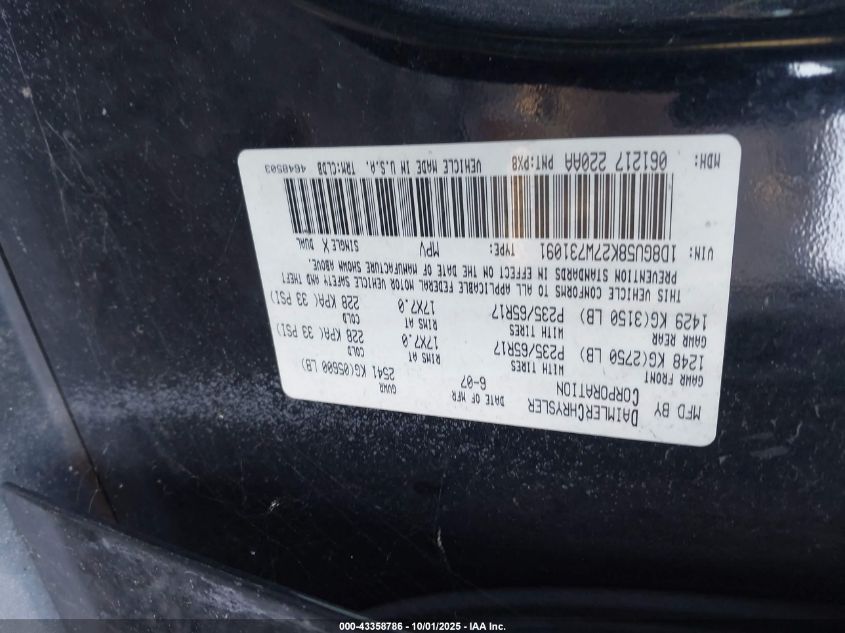 MFD BY DAIMLERCHRYSLER CORPORATION DATE OF MFR 6-07 GVWR 2541 KG(05600 LB)
GAWR FRONT WITH TIRES RIMS AT COLD
1248 KG(2750 LB) P235/65R17 17X7.0 228 KPA( 33 PSI)
GAWR REAR WITH TIRES RIMS AT COLD
1429 KG(3150 LB) P235/65R17 17X7.0 228 KPA( 33 PSI)
THIS VEHICLE CONFORMS TO ALL APPLICABLE FEDERAL MOTOR VEHICLE SAFETY AND THEFT
PREVENTION STANDARDS IN EFFECT ON THE DATE OF MANUFACTURE SHOWN ABOVE.
VIN: 1D8GU58K27W731091 TYPE: MPV SINGLE X DUAL
MDH: 061217 220AA PNT:PX8 VEHICLE MADE IN U.S.A. TRM:CLDB 4648503
000-43358786 - 10/01/2025 - IAA Inc.